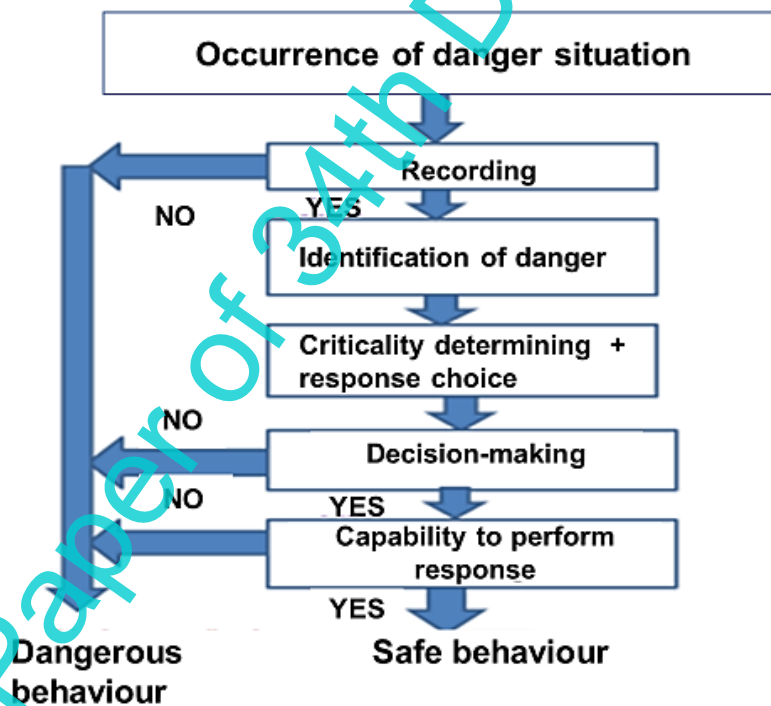 Occurrence of danger situation
Recording
NO
YES
Identification of danger
Criticality determining +
response choice
NO
Decision-making
NO
YES
Capability to perform
response
YES
Dangerous
behaviour
Safe behaviour
Paper of 34th D